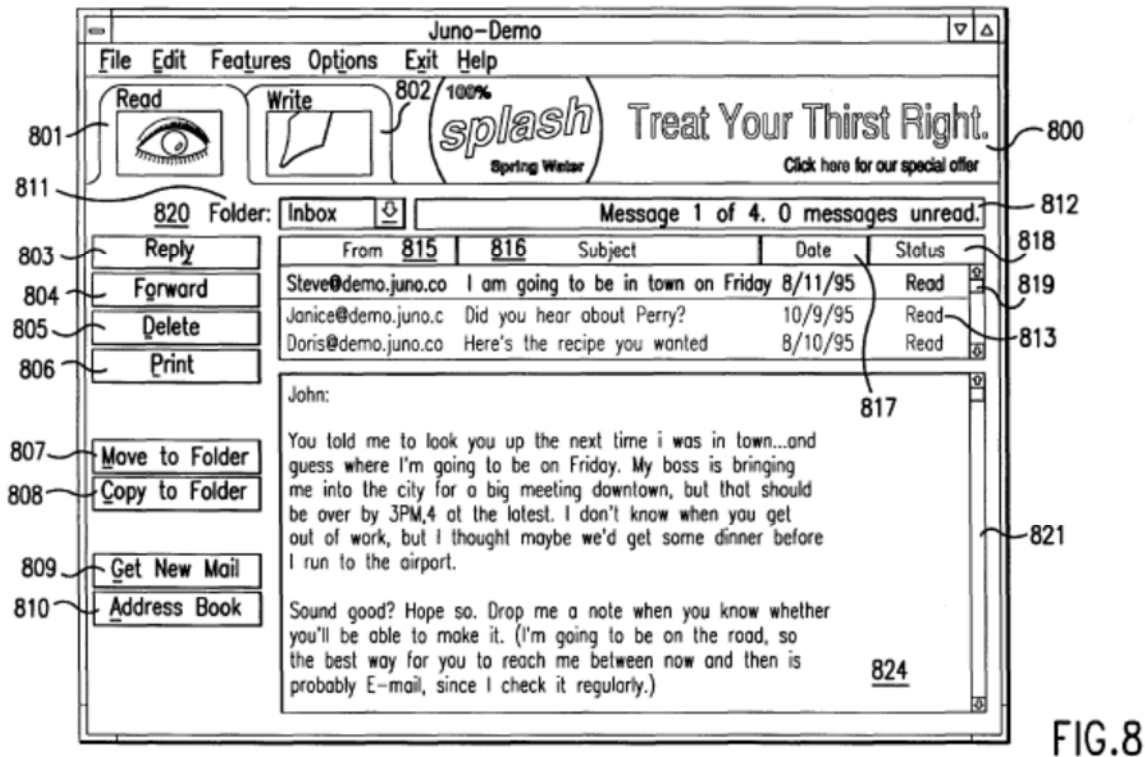 Juno-Demo
File Edit Features Options Exit Help
Read
Write
802
100%
splash
Spring Water
Treat Your Thirst Right.
Click here for our special offer
800
801
811
820 Folder: Inbox
Message 1 of 4. 0 messages unread.
812
803
Reply
804
Forward
805
Delete
806
Print
From 815 816 Subject Date Status
818
Steve@demo.juno.co I am going to be in town on Friday 8/11/95 Read
819
Janice@demo.juno.c Did you hear about Perry? 10/9/95 Read
813
Doris@demo.juno.co Here's the recipe you wanted 8/10/95 Read
817
807
Move to Folder
808
Copy to Folder
809
Get New Mail
810
Address Book
John:
You told me to look you up the next time i was in town...and
guess where I'm going to be on Friday. My boss is bringing
me into the city for a big meeting downtown, but that should
be over by 3PM,4 at the latest. I don't know when you get
out of work, but I thought maybe we'd get some dinner before
I run to the airport.
Sound good? Hope so. Drop me a note when you know whether
you'll be able to make it. (I'm going to be on the road, so
the best way for you to reach me between now and then is
probably E-mail, since I check it regularly.)
821
824
FIG.8